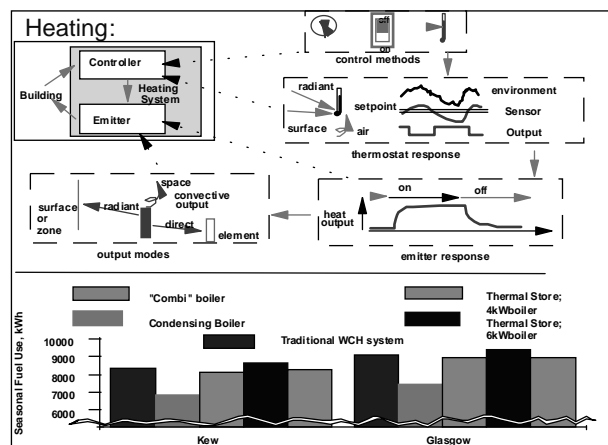 Heating:
Controller
Heating
System
Building
Emitter
off
on
control methods
radiant
setpoint
surface
air
environment
Sensor
Output
thermostat response
space
convective
output
surface
or
zone
radiant
direct
element
output modes
on
off
heat
output
emitter response
"Combi" boiler
Condensing Boiler
Traditional WCH system
Thermal Store;
4kWboiler
Thermal Store;
6kWboiler
Seasonal Fuel Use, kWh
10000
9000
8000
7000
6000
Kew
Glasgow